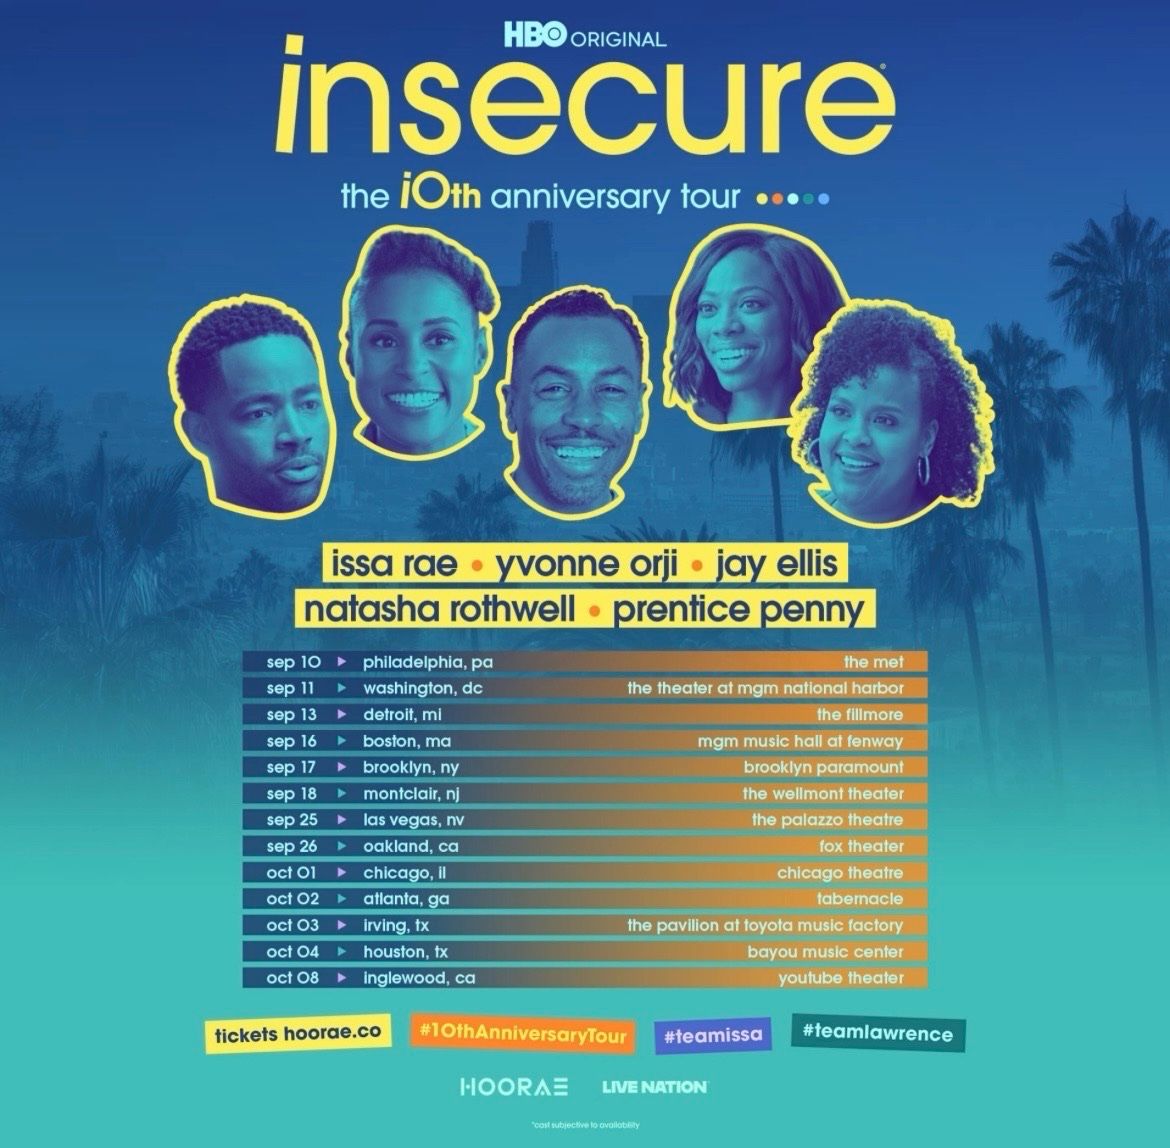 HBO ORIGINAL
insecure®
the iOth anniversary tour
issa rae • yvonne orji • jay ellis
natasha rothwell • prentice penny
sep 10 ▶ philadelphia, pa the met
sep 11 ▶ washington, dc the theater at mgm national harbor
sep 13 ▶ detroit, mi the fillmore
sep 16 ▶ boston, ma mgm music hall at fenway
sep 17 ▶ brooklyn, ny brooklyn paramount
sep 18 ▶ montclair, nj the wellmont theater
sep 25 ▶ las vegas, nv the palazzo theatre
sep 26 ▶ oakland, ca fox theater
oct 01 ▶ chicago, il chicago theatre
oct 02 ▶ atlanta, ga tabernacle
oct 03 ▶ irving, tx the pavilion at toyota music factory
oct 04 ▶ houston, tx bayou music center
oct 08 ▶ inglewood, ca youtube theater
tickets hoorae.co #10thAnniversaryTour #teamissa #teamlawrence
HOORAE LIVE NATION
*cast subjective to availability